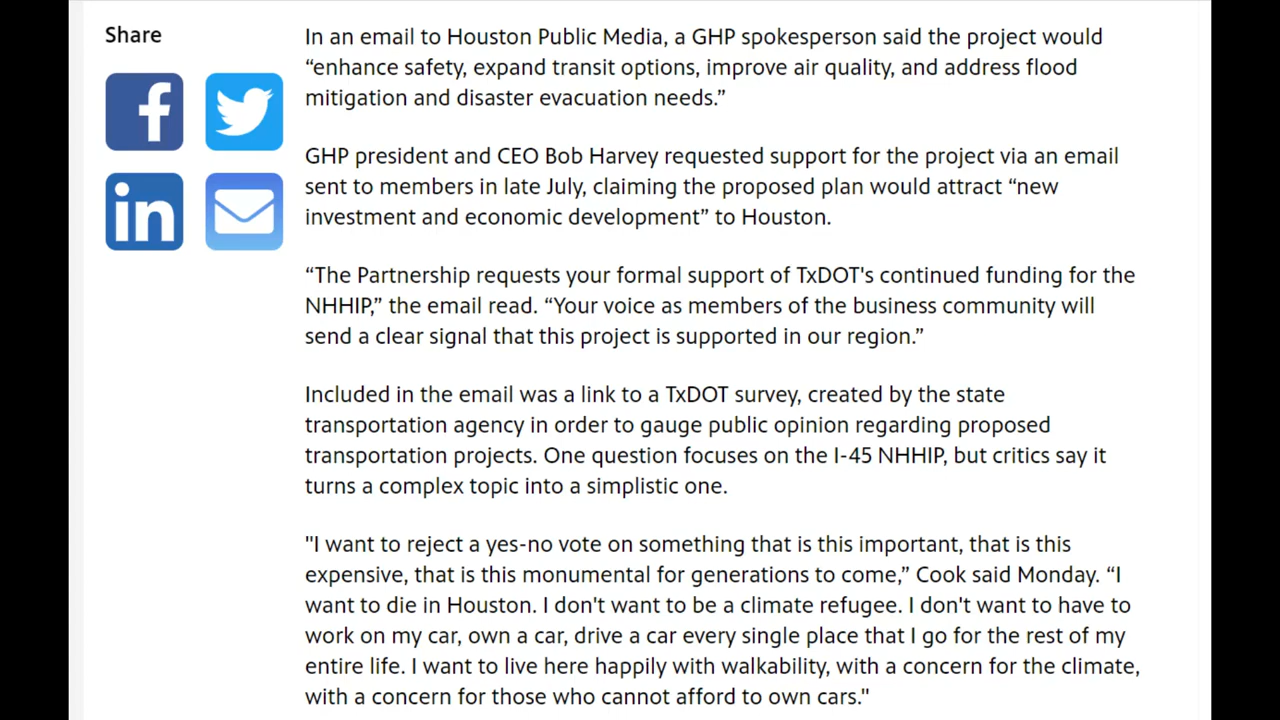 Share
In an email to Houston Public Media, a GHP spokesperson said the project would
“enhance safety, expand transit options, improve air quality, and address flood
mitigation and disaster evacuation needs.”
GHP president and CEO Bob Harvey requested support for the project via an email
sent to members in late July, claiming the proposed plan would attract “new
investment and economic development” to Houston.
“The Partnership requests your formal support of TxDOT's continued funding for the
NHHIP,” the email read. “Your voice as members of the business community will
send a clear signal that this project is supported in our region.”
Included in the email was a link to a TxDOT survey, created by the state
transportation agency in order to gauge public opinion regarding proposed
transportation projects. One question focuses on the I-45 NHHIP, but critics say it
turns a complex topic into a simplistic one.
"I want to reject a yes-no vote on something that is this important, that is this
expensive, that is this monumental for generations to come,” Cook said Monday. “I
want to die in Houston. I don't want to be a climate refugee. I don't want to have to
work on my car, own a car, drive a car every single place that I go for the rest of my
entire life. I want to live here happily with walkability, with a concern for the climate,
with a concern for those who cannot afford to own cars."